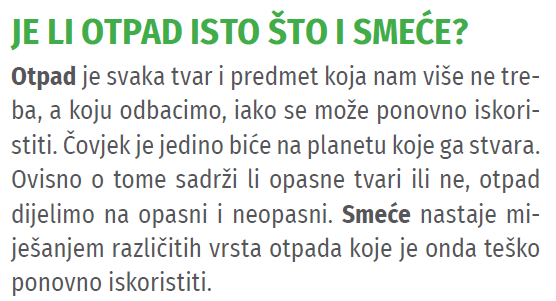 JE LI OTPAD ISTO ŠTO I SMEĆE?
Otpad je svaka tvar i predmet koja nam više ne tre-
ba, a koju odbacimo, iako se može ponovno iskori-
stiti. Čovjek je jedino biće na planetu koje ga stvara.
Ovisno o tome sadrži li opasne tvari ili ne, otpad
dijelimo na opasni i neopasni. Smeće nastaje mi-
ješanjem različitih vrsta otpada koje je onda teško
ponovno iskoristiti.